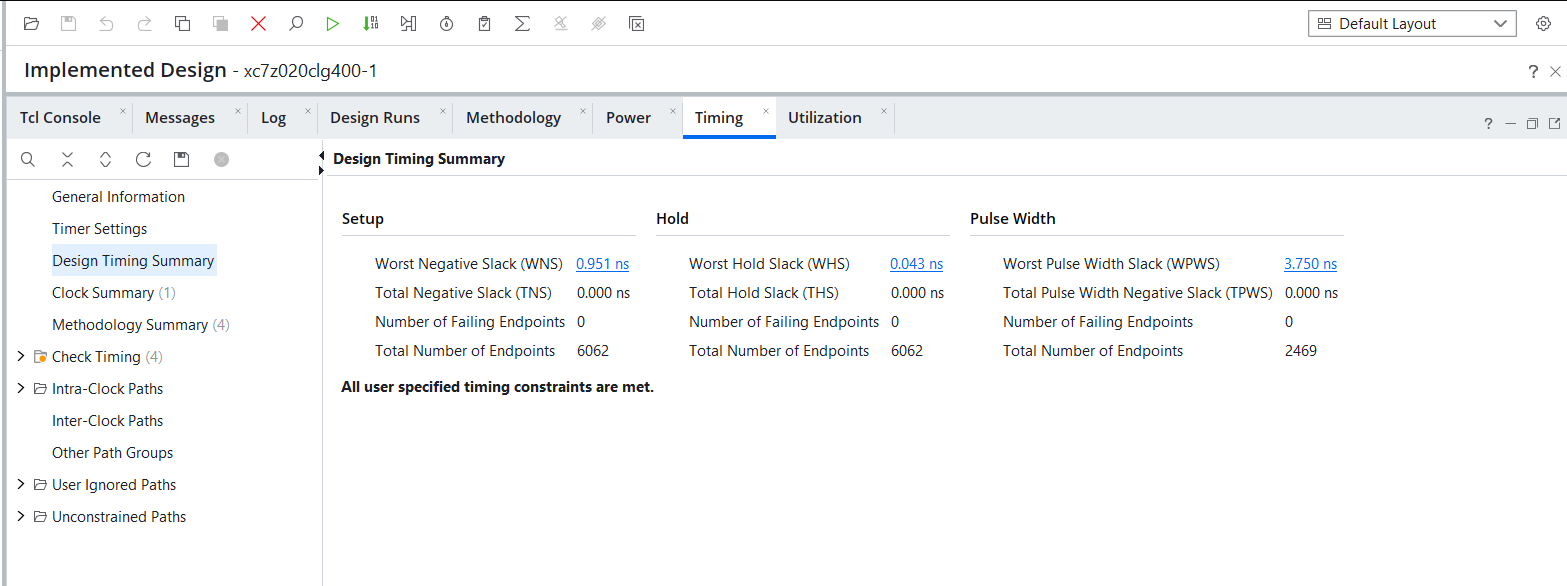 Default Layout
Implemented Design - xc7z020clg400-1
?
Tcl Console Messages Log Design Runs Methodology Power Timing Utilization
?
Design Timing Summary
General Information
Timer Settings
Design Timing Summary
Clock Summary (1)
Methodology Summary (4)
Check Timing (4)
Intra-Clock Paths
Inter-Clock Paths
Other Path Groups
User Ignored Paths
Unconstrained Paths
Setup
Worst Negative Slack (WNS) 0.951 ns
Total Negative Slack (TNS) 0.000 ns
Number of Failing Endpoints 0
Total Number of Endpoints 6062
Hold
Worst Hold Slack (WHS) 0.043 ns
Total Hold Slack (THS) 0.000 ns
Number of Failing Endpoints 0
Total Number of Endpoints 6062
Pulse Width
Worst Pulse Width Slack (WPWS) 3.750 ns
Total Pulse Width Negative Slack (TPWS) 0.000 ns
Number of Failing Endpoints 0
Total Number of Endpoints 2469
All user specified timing constraints are met.